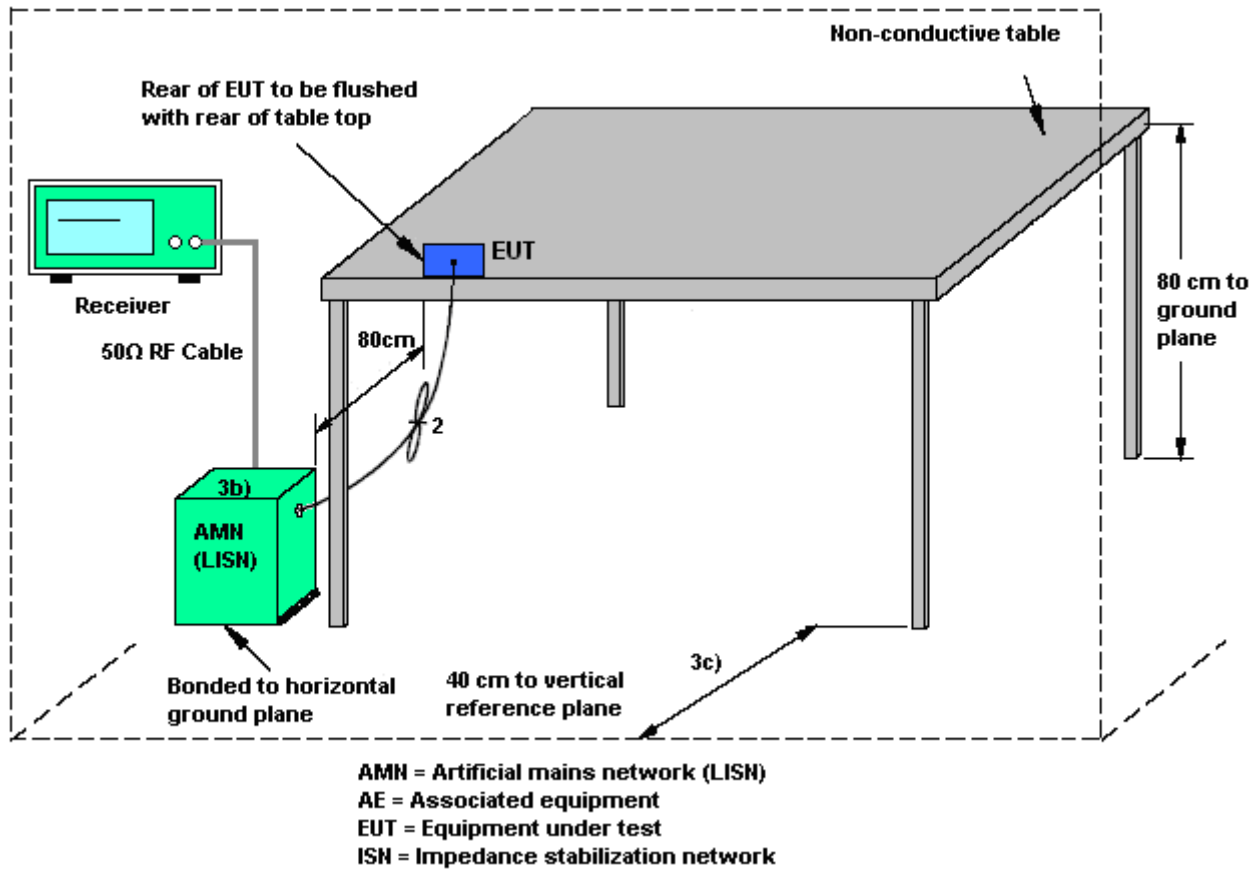 Non-conductive table
Rear of EUT to be flushed
with rear of table top
EUT
Receiver
80 cm to
ground
plane
80cm
50Ω RF Cable
2
3b)
AMN
(LISN)
3c)
Bonded to horizontal
ground plane
40 cm to vertical
reference plane
AMN = Artificial mains network (LISN)
AE = Associated equipment
EUT = Equipment under test
ISN = Impedance stabilization network